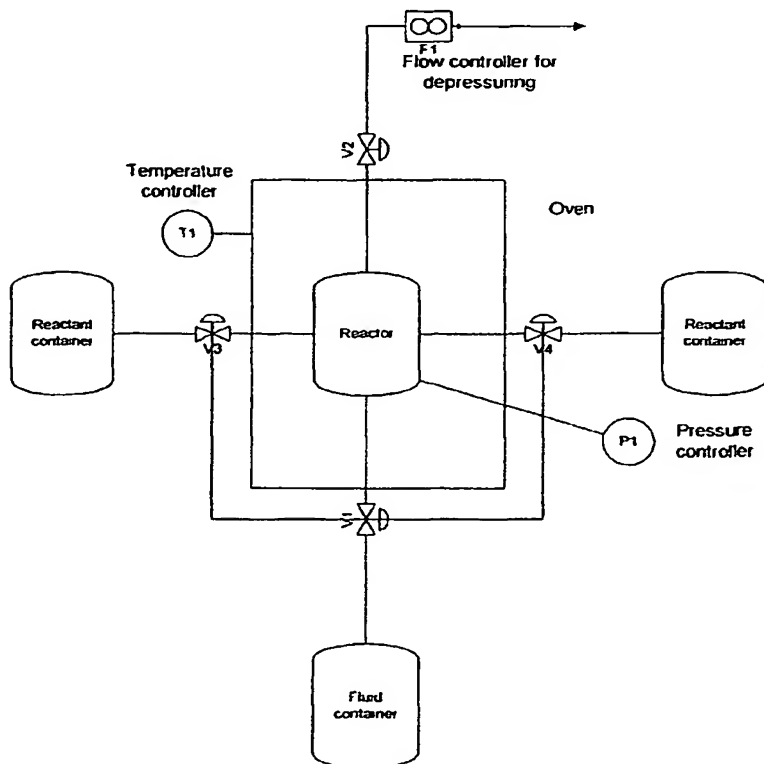 F1
Flow controller for
depressuring
V2
Temperature
controller
T1
Oven
Reactant
container
V3
Reactor
V4
Reactant
container
P1
Pressure
controller
V1
Fluid
container